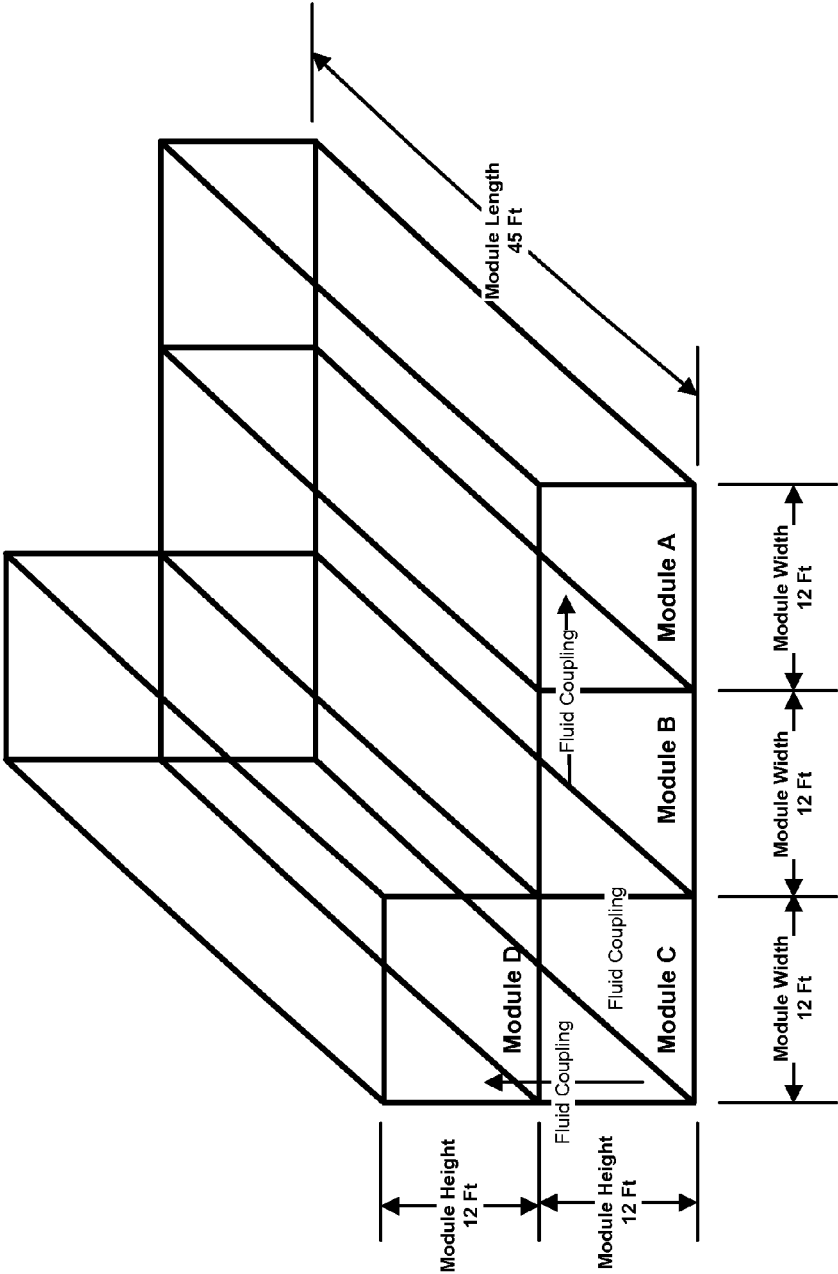 Module Length
45 Ft
Module A
Module B
Module C
Module D
Fluid Coupling
Fluid Coupling
Fluid Coupling
Module Width
12 Ft
Module Width
12 Ft
Module Width
12 Ft
Module Height
12 Ft
Module Height
12 Ft